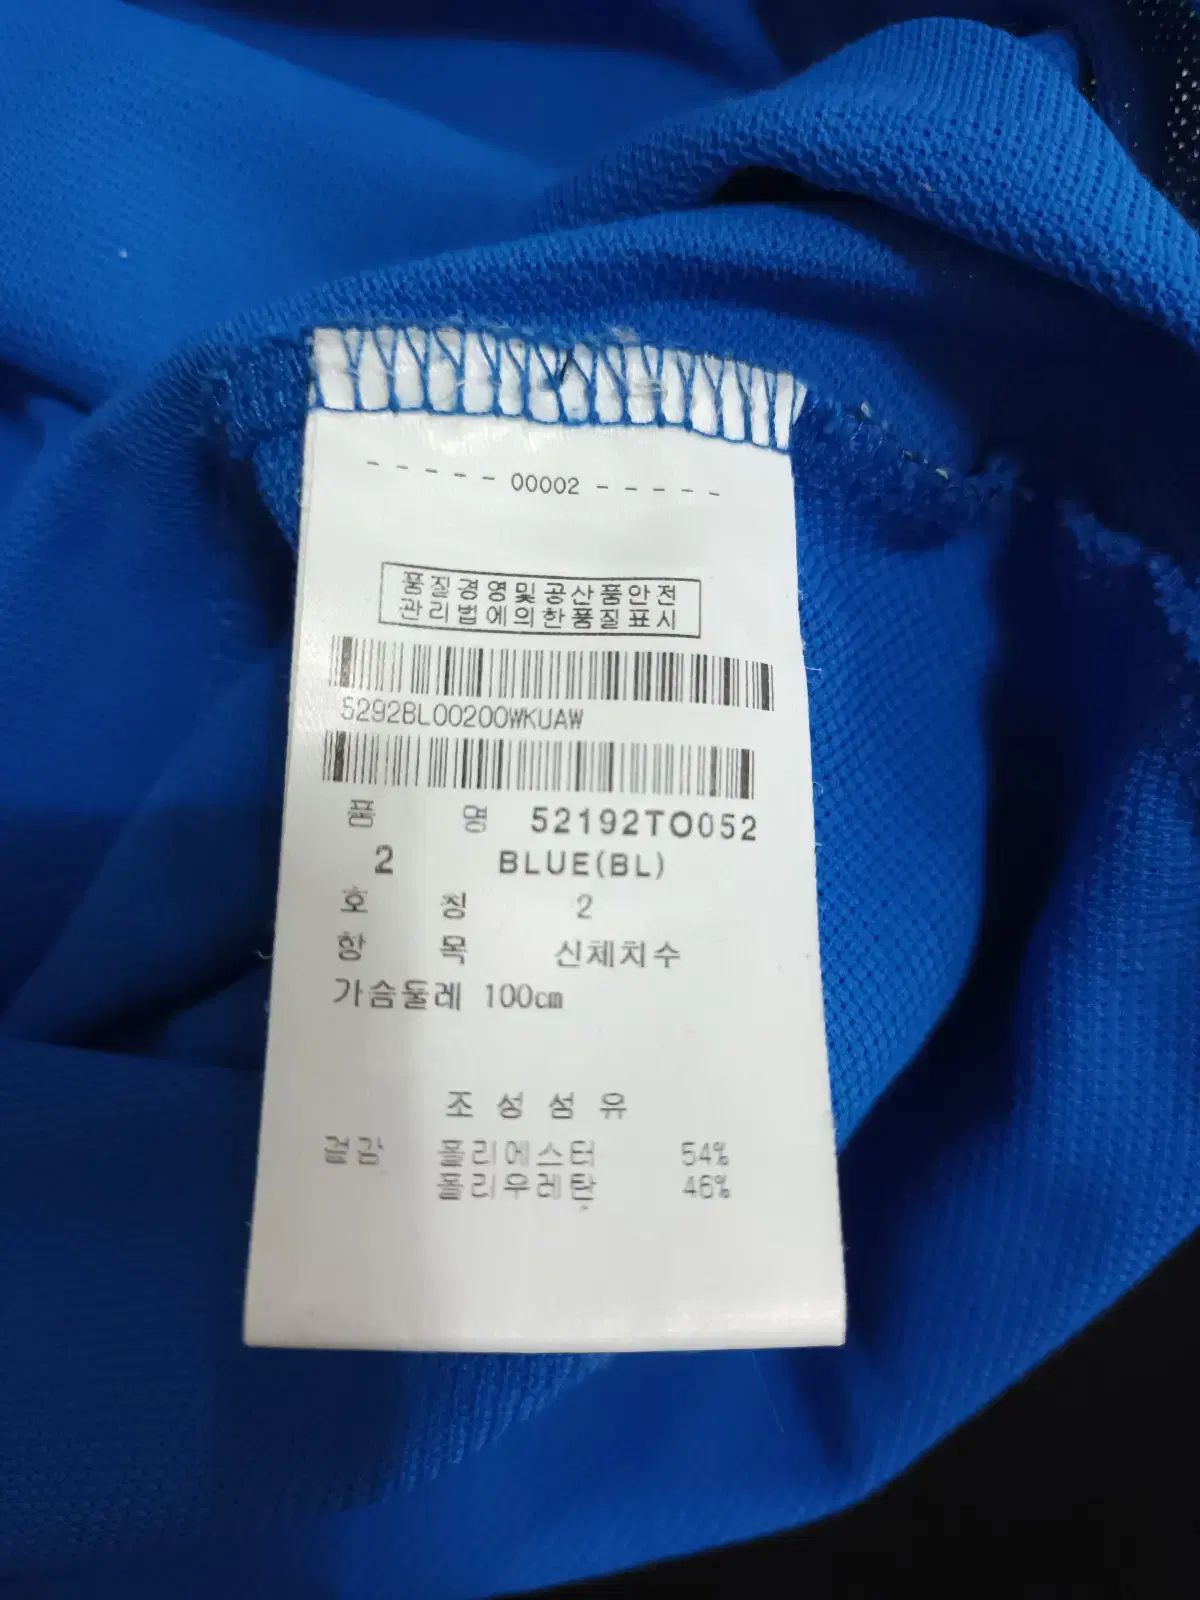 - - - - - 00002 - - - - -
품질경영및공산품안전
관리법에의한품질표시
5292BL00200WKUAW
품 명 52192TO052
2 BLUE(BL)
호 칭 2
항 목 신체치수
가슴둘레 100cm
조 성 섬 유
겉감 폴리에스터 54%
폴리우레탄 46%